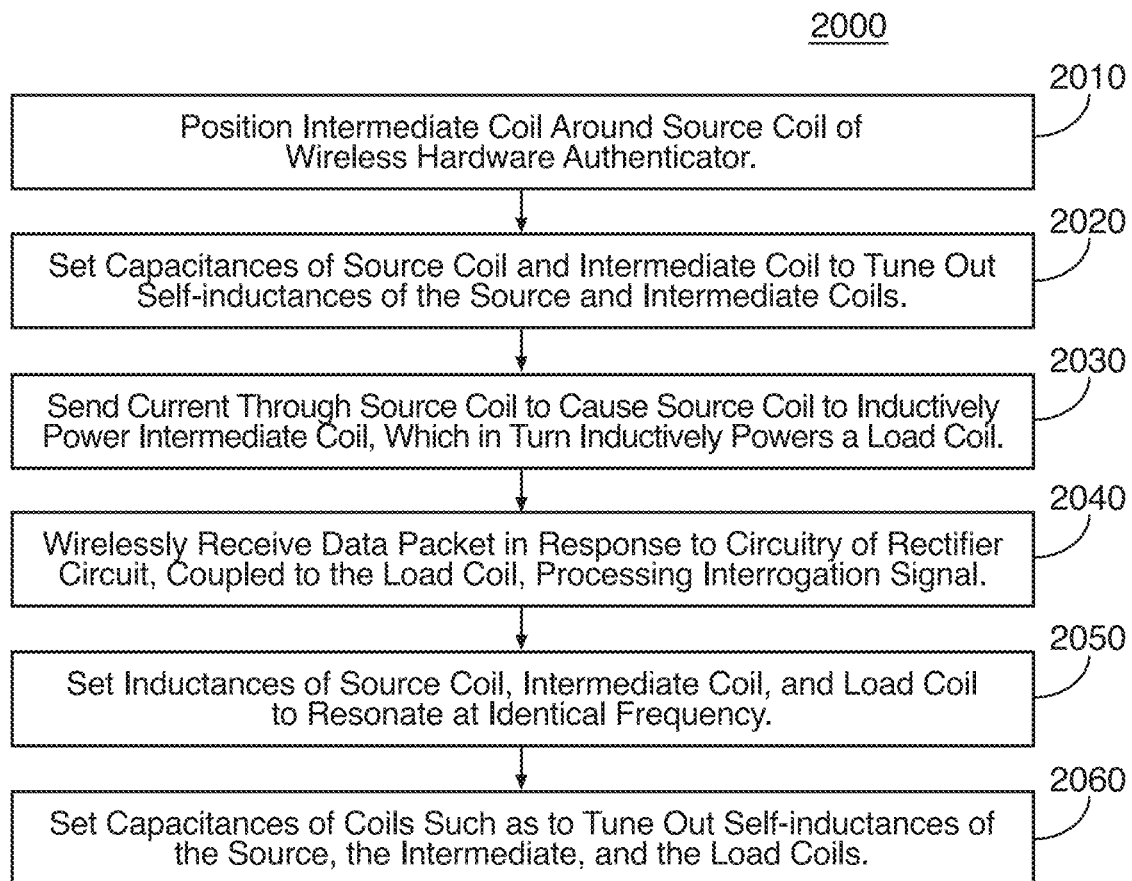 2000
2010
Position Intermediate Coil Around Source Coil of
Wireless Hardware Authenticator.
2020
Set Capacitances of Source Coil and Intermediate Coil to Tune Out
Self-inductances of the Source and Intermediate Coils.
2030
Send Current Through Source Coil to Cause Source Coil to Inductively
Power Intermediate Coil, Which in Turn Inductively Powers a Load Coil.
2040
Wirelessly Receive Data Packet in Response to Circuitry of Rectifier
Circuit, Coupled to the Load Coil, Processing Interrogation Signal.
2050
Set Inductances of Source Coil, Intermediate Coil, and Load Coil
to Resonate at Identical Frequency.
2060
Set Capacitances of Coils Such as to Tune Out Self-inductances of
the Source, the Intermediate, and the Load Coils.